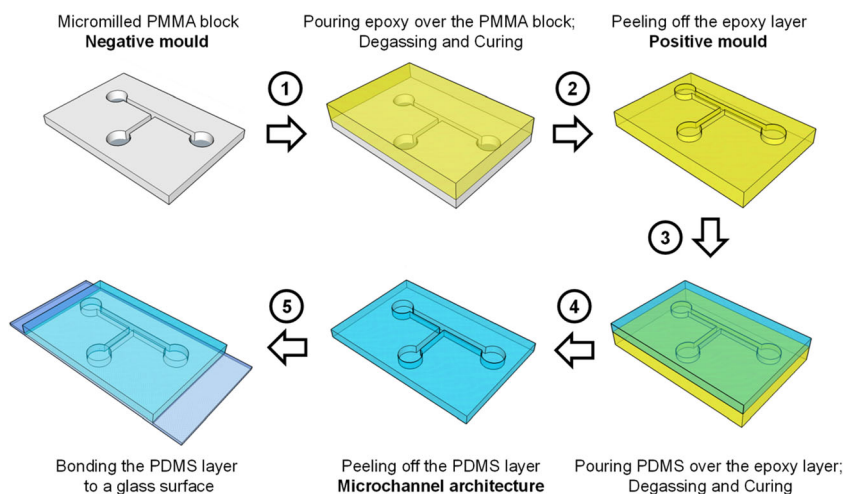 Micromilled PMMA block
Negative mould
Pouring epoxy over the PMMA block;
Degassing and Curing
Peeling off the epoxy layer
Positive mould
1
2
3
4
5
Pouring PDMS over the epoxy layer;
Degassing and Curing
Peeling off the PDMS layer
Microchannel architecture
Bonding the PDMS layer
to a glass surface